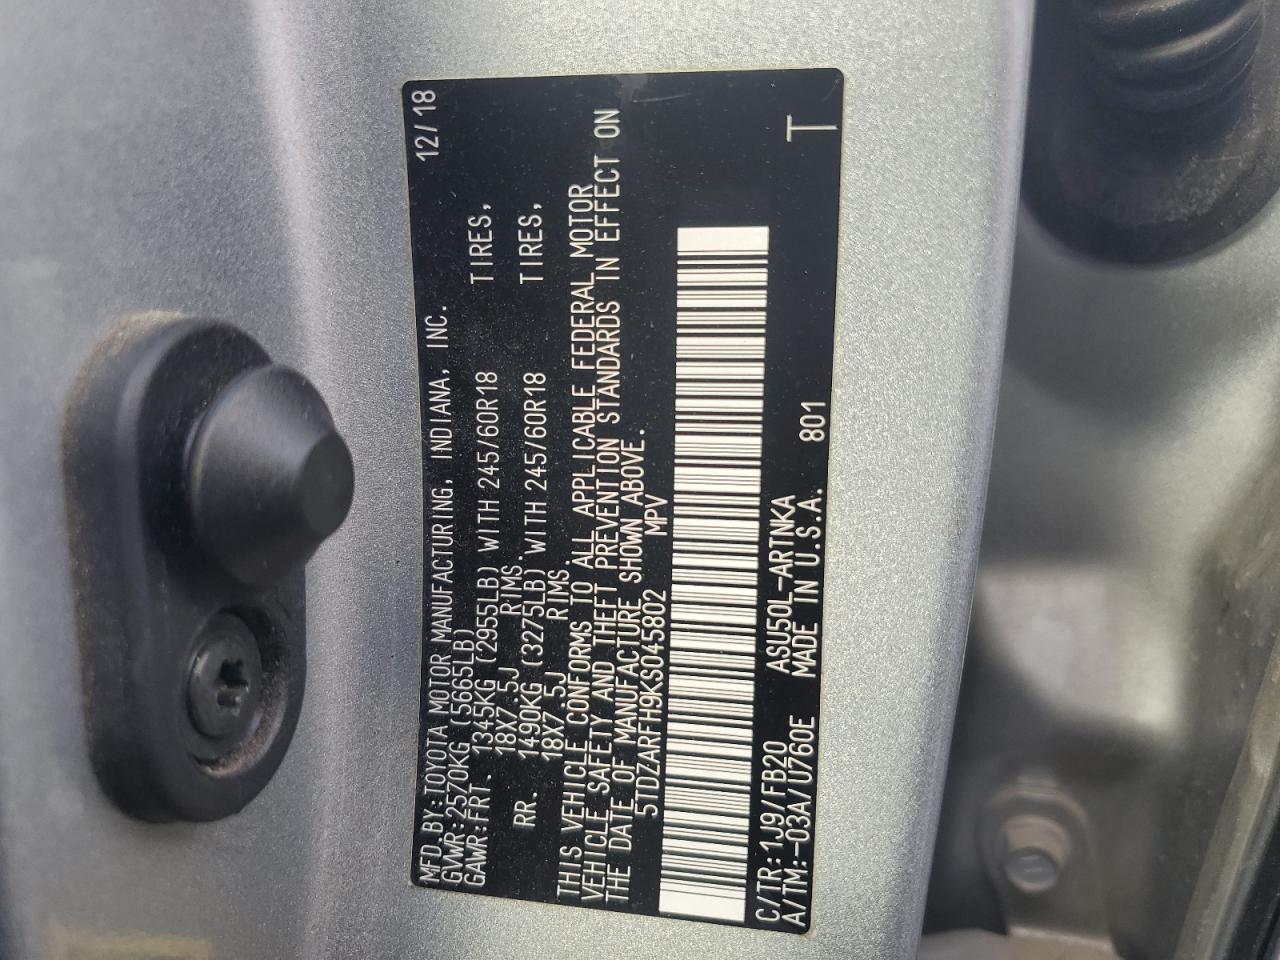 MFD.BY:TOYOTA MOTOR MANUFACTURING, INDIANA, INC. 12/18
GVWR:2570KG (5665LB)
GAWR:FRT. 1345KG (2955LB) WITH 245/60R18 TIRES,
18X7.5J RIMS.
RR. 1490KG (3275LB) WITH 245/60R18 TIRES,
18X7.5J RIMS.
THIS VEHICLE CONFORMS TO ALL APPLICABLE FEDERAL MOTOR
VEHICLE SAFETY AND THEFT PREVENTION STANDARDS IN EFFECT ON
THE DATE OF MANUFACTURE SHOWN ABOVE.
5TDZARFH9KS045802 MPV
C/TR:1J9/FB20 ASU50L-ARTNKA T
A/TM:-03A/U760E MADE IN U.S.A. 801